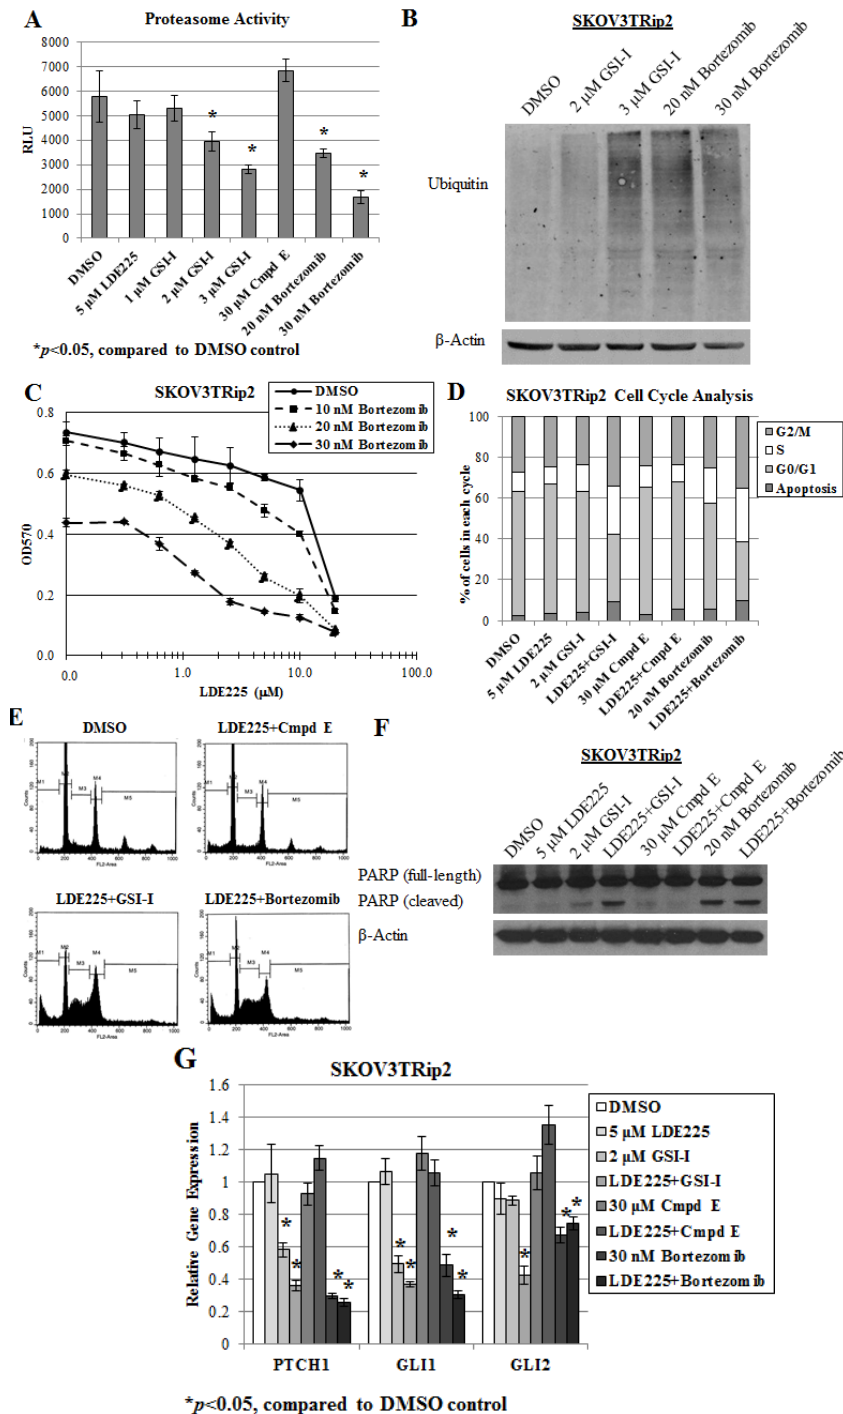 A
Proteasome Activity
8000
7000
6000
5000
4000
3000
2000
1000
0
RLU
*
*
*
*
DMSO
5 µM LDE225
1 µM GSI-I
2 µM GSI-I
3 µM GSI-I
30 µM Cmpd E
20 nM Bortezomib
30 nM Bortezomib
*p<0.05, compared to DMSO control
B
SKOV3TRip2
DMSO
2 µM GSI-I
3 µM GSI-I
20 nM Bortezomib
30 nM Bortezomib
Ubiquitin
β-Actin
C
SKOV3TRip2
DMSO
10 nM Bortezomib
20 nM Bortezomib
30 nM Bortezomib
0.8
0.6
0.4
0.2
0.0
OD570
0.0
1.0
10.0
100.0
LDE225 (µM)
D
SKOV3TRip2 Cell Cycle Analysis
100
80
60
40
20
0
% of cells in each cycle
G2/M
S
G0/G1
Apoptosis
DMSO
5 µM LDE225
2 µM GSI-I
LDE225+GSI-I
30 µM Cmpd E
LDE225+Cmpd E
20 nM Bortezomib
LDE225+Bortezomib
E
DMSO
LDE225+Cmpd E
LDE225+GSI-I
LDE225+Bortezomib
F
SKOV3TRip2
DMSO
5 µM LDE225
2 µM GSI-I
LDE225+GSI-I
30 µM Cmpd E
LDE225+Cmpd E
20 nM Bortezomib
LDE225+Bortezomib
PARP (full-length)
PARP (cleaved)
β-Actin
G
SKOV3TRip2
1.6
1.4
1.2
1
0.8
0.6
0.4
0.2
0
Relative Gene Expression
*
*
*
*
*
*
*
*
*
*
*
PTCH1
GLI1
GLI2
DMSO
5 µM LDE225
2 µM GSI-I
LDE225+GSI-I
30 µM Cmpd E
LDE225+Cmpd E
30 nM Bortezomib
LDE225+Bortezomib
*p<0.05, compared to DMSO control